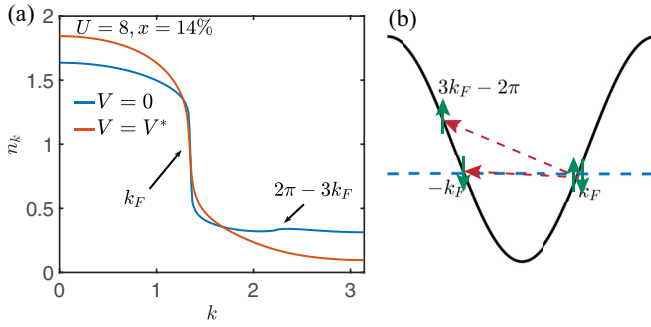 (a)
2
U = 8, x = 14%
1.5
V = 0
V = V*
n_k
1
k_F
0.5
2π − 3k_F
0
0
1
2
3
k
(b)
3k_F − 2π
-k_F
k_F